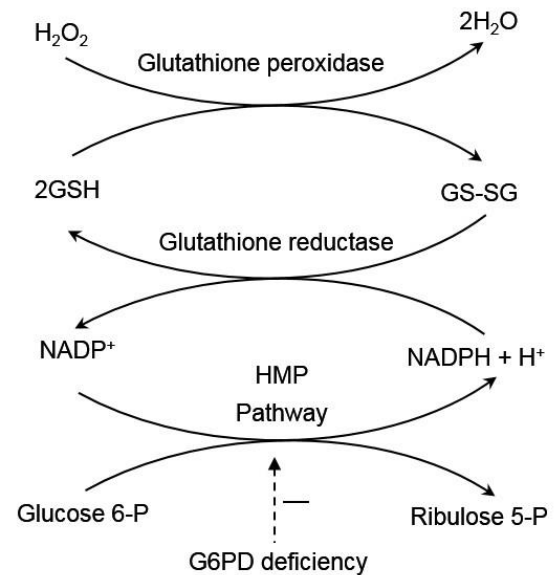 H₂O₂
2H₂O
Glutathione peroxidase
2GSH
GS-SG
Glutathione reductase
NADP⁺
NADPH + H⁺
HMP
Pathway
Glucose 6-P
Ribulose 5-P
G6PD deficiency